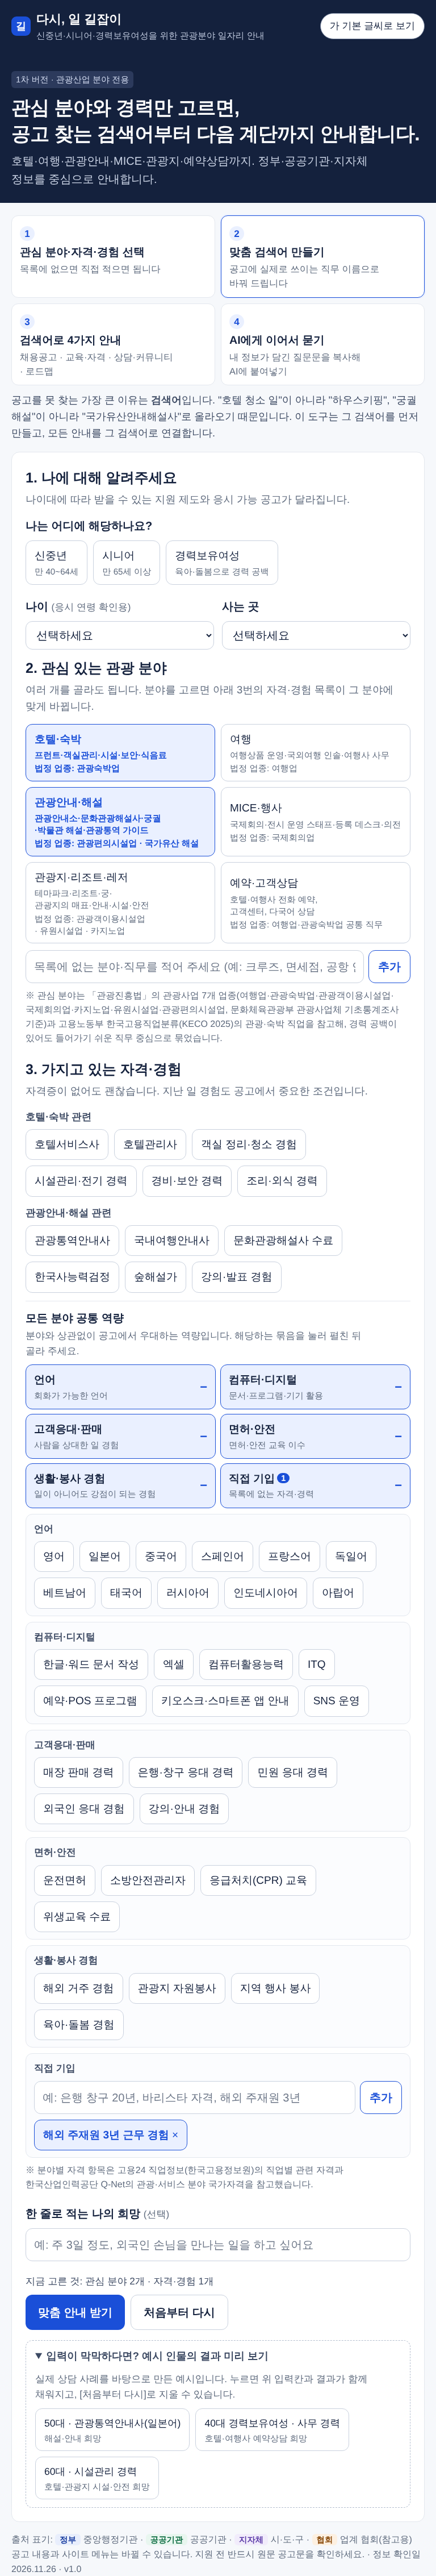 길
다시, 일 길잡이
신중년·시니어·경력보유여성을 위한 관광분야 일자리 안내
가 기본 글씨로 보기
1차 버전 · 관광산업 분야 전용
관심 분야와 경력만 고르면,
공고 찾는 검색어부터 다음 계단까지 안내합니다.
호텔·여행·관광안내·MICE·관광지·예약상담까지. 정부·공공기관·지자체
정보를 중심으로 안내합니다.
1
관심 분야·자격·경험 선택
목록에 없으면 직접 적으면 됩니다
2
맞춤 검색어 만들기
공고에 실제로 쓰이는 직무 이름으로
바꿔 드립니다
3
검색어로 4가지 안내
채용공고 · 교육·자격 · 상담·커뮤니티
· 로드맵
4
AI에게 이어서 묻기
내 정보가 담긴 질문문을 복사해
AI에 붙여넣기
공고를 못 찾는 가장 큰 이유는 검색어입니다. "호텔 청소 일"이 아니라 "하우스키핑", "궁궐
해설"이 아니라 "국가유산안내해설사"로 올라오기 때문입니다. 이 도구는 그 검색어를 먼저
만들고, 모든 안내를 그 검색어로 연결합니다.
1. 나에 대해 알려주세요
나이대에 따라 받을 수 있는 지원 제도와 응시 가능 공고가 달라집니다.
나는 어디에 해당하나요?
신중년
만 40~64세
시니어
만 65세 이상
경력보유여성
육아·돌봄으로 경력 공백
나이 (응시 연령 확인용)
선택하세요
사는 곳
선택하세요
2. 관심 있는 관광 분야
여러 개를 골라도 됩니다. 분야를 고르면 아래 3번의 자격·경험 목록이 그 분야에
맞게 바뀝니다.
호텔·숙박
프런트·객실관리·시설·보안·식음료
법정 업종: 관광숙박업
여행
여행상품 운영·국외여행 인솔·여행사 사무
법정 업종: 여행업
관광안내·해설
관광안내소·문화관광해설사·궁궐
·박물관 해설·관광통역 가이드
법정 업종: 관광편의시설업 · 국가유산 해설
MICE·행사
국제회의·전시 운영 스태프·등록 데스크·의전
법정 업종: 국제회의업
관광지·리조트·레저
테마파크·리조트·궁·
관광지의 매표·안내·시설·안전
법정 업종: 관광객이용시설업
· 유원시설업 · 카지노업
예약·고객상담
호텔·여행사 전화 예약,
고객센터, 다국어 상담
법정 업종: 여행업·관광숙박업 공통 직무
목록에 없는 분야·직무를 적어 주세요 (예: 크루즈, 면세점, 공항 안
추가
※ 관심 분야는 「관광진흥법」의 관광사업 7개 업종(여행업·관광숙박업·관광객이용시설업·
국제회의업·카지노업·유원시설업·관광편의시설업), 문화체육관광부 관광사업체 기초통계조사
기준)과 고용노동부 한국고용직업분류(KECO 2025)의 관광·숙박 직업을 참고해, 경력 공백이
있어도 들어가기 쉬운 직무 중심으로 묶었습니다.
3. 가지고 있는 자격·경험
자격증이 없어도 괜찮습니다. 지난 일 경험도 공고에서 중요한 조건입니다.
호텔·숙박 관련
호텔서비스사
호텔관리사
객실 정리·청소 경험
시설관리·전기 경력
경비·보안 경력
조리·외식 경력
관광안내·해설 관련
관광통역안내사
국내여행안내사
문화관광해설사 수료
한국사능력검정
숲해설가
강의·발표 경험
모든 분야 공통 역량
분야와 상관없이 공고에서 우대하는 역량입니다. 해당하는 묶음을 눌러 펼친 뒤
골라 주세요.
언어
회화가 가능한 언어
–
컴퓨터·디지털
문서·프로그램·기기 활용
–
고객응대·판매
사람을 상대한 일 경험
–
면허·안전
면허·안전 교육 이수
–
생활·봉사 경험
일이 아니어도 강점이 되는 경험
–
직접 기입 1
목록에 없는 자격·경력
–
언어
영어
일본어
중국어
스페인어
프랑스어
독일어
베트남어
태국어
러시아어
인도네시아어
아랍어
컴퓨터·디지털
한글·워드 문서 작성
엑셀
컴퓨터활용능력
ITQ
예약·POS 프로그램
키오스크·스마트폰 앱 안내
SNS 운영
고객응대·판매
매장 판매 경력
은행·창구 응대 경력
민원 응대 경력
외국인 응대 경험
강의·안내 경험
면허·안전
운전면허
소방안전관리자
응급처치(CPR) 교육
위생교육 수료
생활·봉사 경험
해외 거주 경험
관광지 자원봉사
지역 행사 봉사
육아·돌봄 경험
직접 기입
예: 은행 창구 20년, 바리스타 자격, 해외 주재원 3년
추가
해외 주재원 3년 근무 경험 ×
※ 분야별 자격 항목은 고용24 직업정보(한국고용정보원)의 직업별 관련 자격과
한국산업인력공단 Q-Net의 관광·서비스 분야 국가자격을 참고했습니다.
한 줄로 적는 나의 희망 (선택)
예: 주 3일 정도, 외국인 손님을 만나는 일을 하고 싶어요
지금 고른 것: 관심 분야 2개 · 자격·경험 1개
맞춤 안내 받기
처음부터 다시
▼ 입력이 막막하다면? 예시 인물의 결과 미리 보기
실제 상담 사례를 바탕으로 만든 예시입니다. 누르면 위 입력칸과 결과가 함께
채워지고, [처음부터 다시]로 지울 수 있습니다.
50대 · 관광통역안내사(일본어)
해설·안내 희망
40대 경력보유여성 · 사무 경력
호텔·여행사 예약상담 희망
60대 · 시설관리 경력
호텔·관광지 시설·안전 희망
출처 표기: 정부 중앙행정기관 · 공공기관 공공기관 · 지자체 시·도·구 · 협회 업계 협회(참고용)
공고 내용과 사이트 메뉴는 바뀔 수 있습니다. 지원 전 반드시 원문 공고문을 확인하세요. · 정보 확인일
2026.11.26 · v1.0